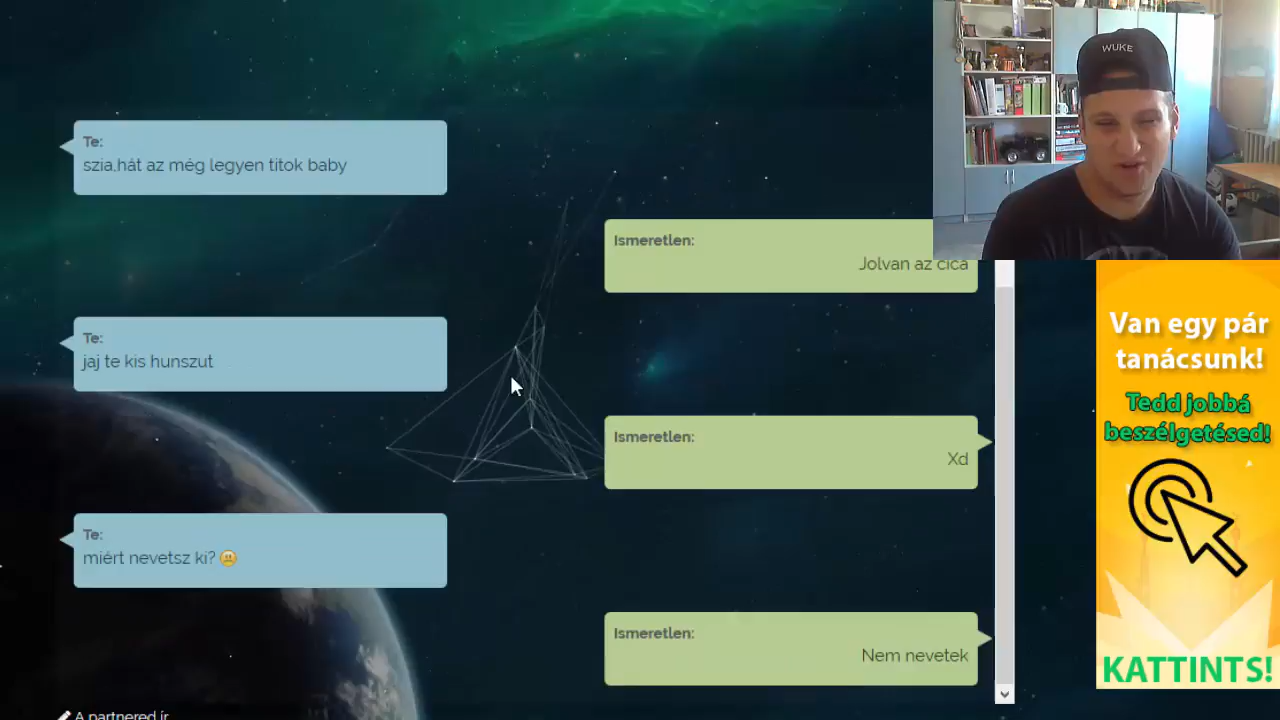 WUKE
Te:
szia,hát az még legyen titok baby
Ismeretlen:
Jolvan az cica
Te:
jaj te kis hunszut
Ismeretlen:
Xd
Te:
miért nevetsz ki? 
Ismeretlen:
Nem nevetek
A partnered ír
Van egy pár
tanácsunk!
Tedd jobbá
beszélgetésed!
KATTINTS!